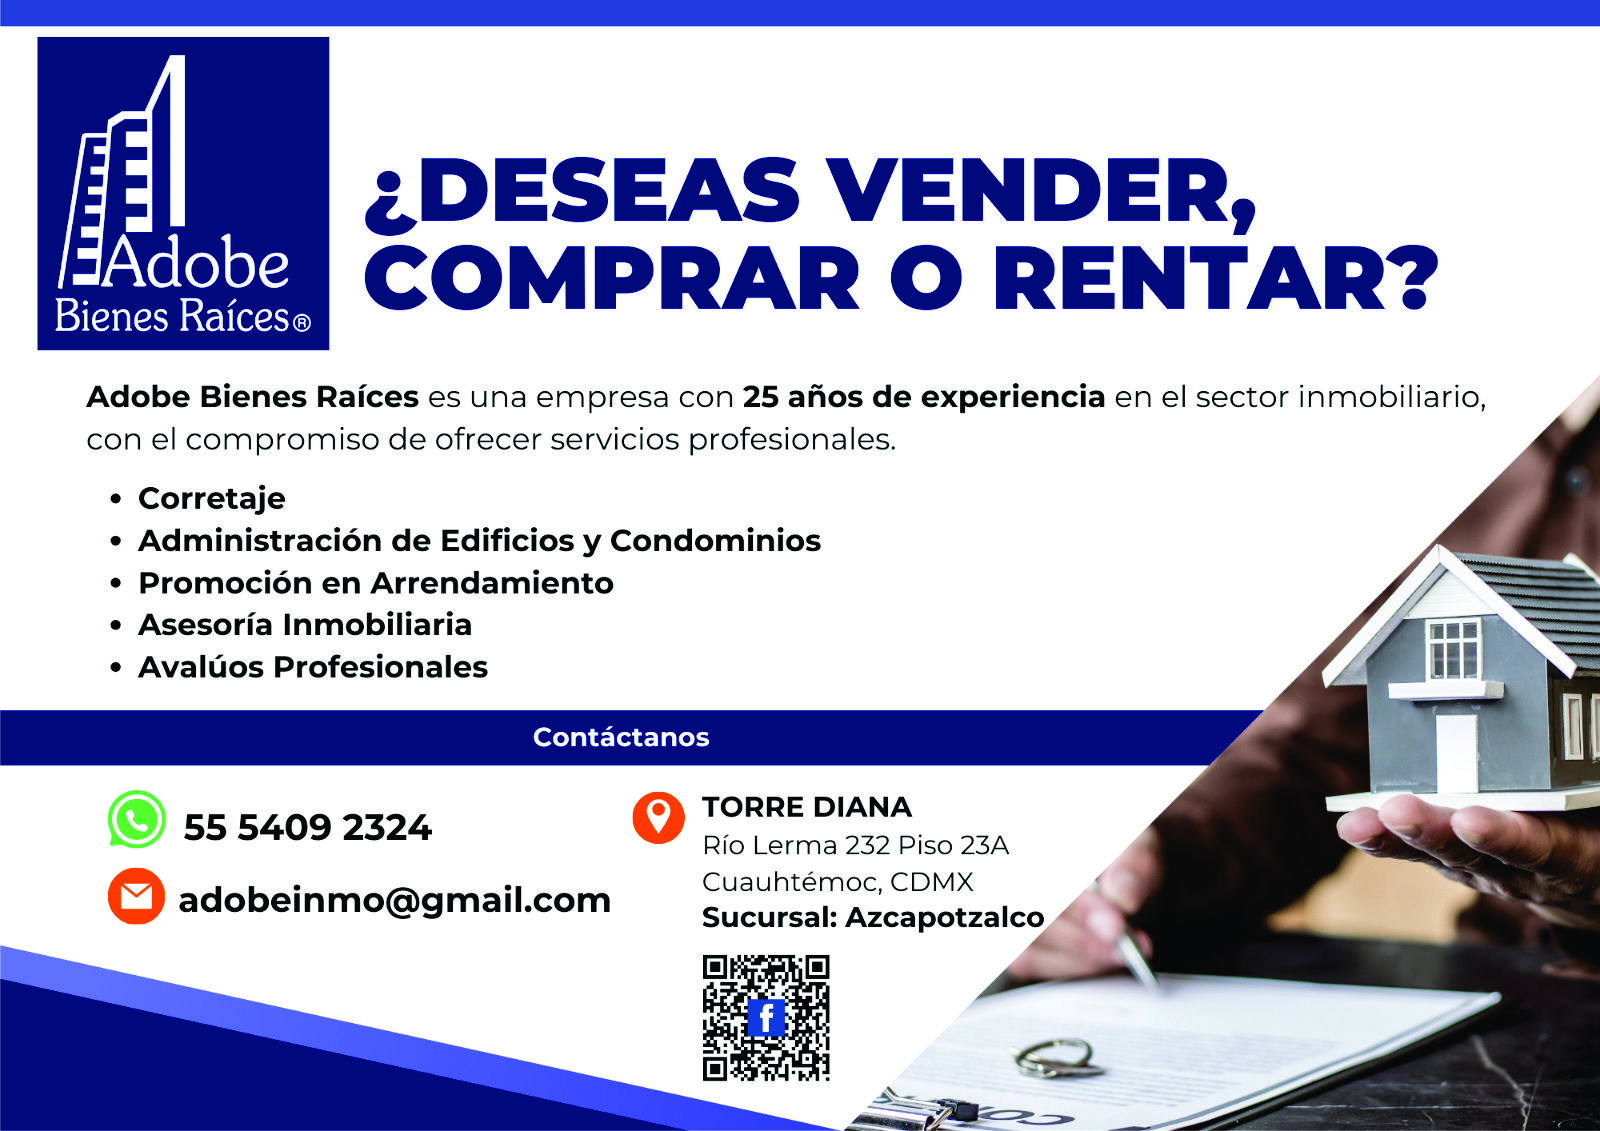 Adobe
Bienes Raíces®
¿DESEAS VENDER,
COMPRAR O RENTAR?
Adobe Bienes Raíces es una empresa con 25 años de experiencia en el sector inmobiliario,
con el compromiso de ofrecer servicios profesionales.
• Corretaje
• Administración de Edificios y Condominios
• Promoción en Arrendamiento
• Asesoría Inmobiliaria
• Avalúos Profesionales
Contáctanos
55 5409 2324
adobeinmo@gmail.com
TORRE DIANA
Río Lerma 232 Piso 23A
Cuauhtémoc, CDMX
Sucursal: Azcapotzalco
f